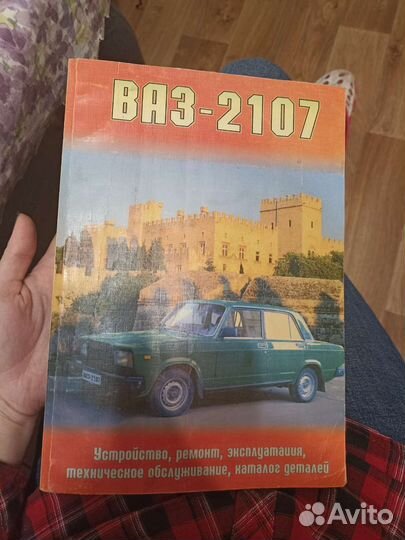 ВАЗ-2107
Устройство, ремонт, эксплуатация,
техническое обслуживание, каталог деталей
Avito